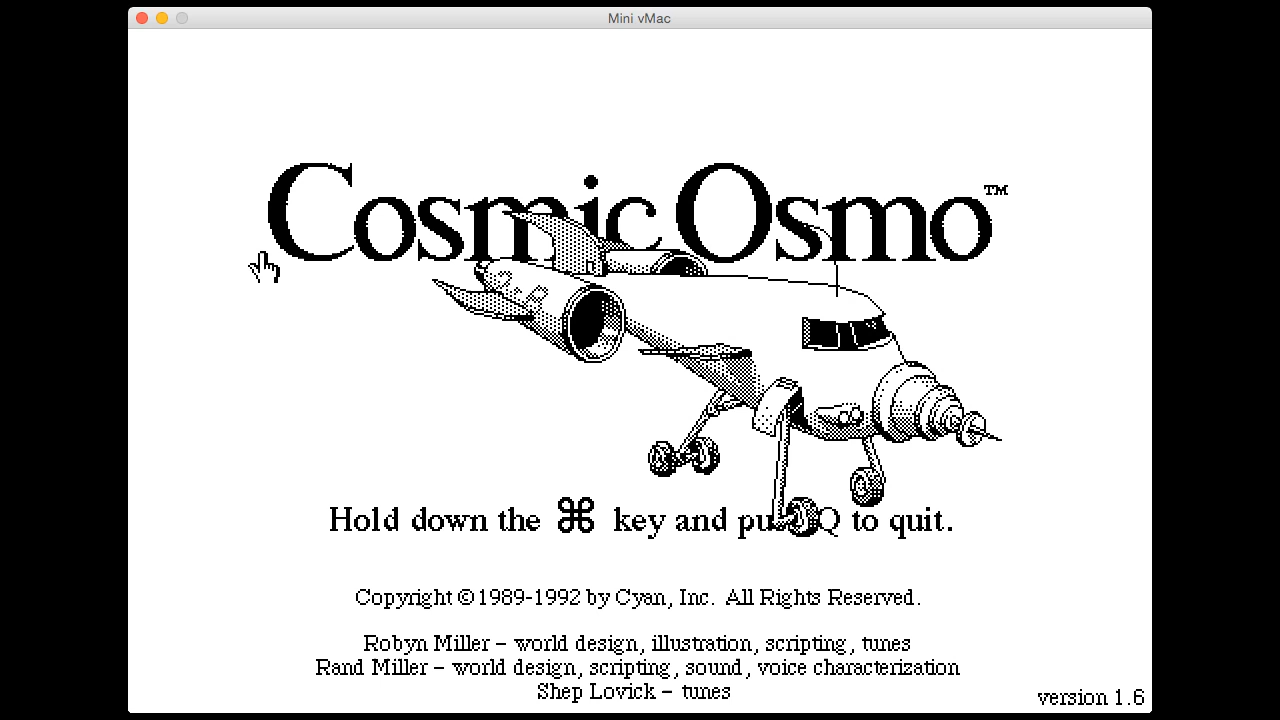 Mini vMac
Cosmic Osmo™
2-A
Hold down the ⌘ key and Q to quit.
Copyright ©1989-1992 by Cyan, Inc. All Rights Reserved.
Robyn Miller – world design, illustration, scripting, tunes
Rand Miller – world design, scripting, sound, voice characterization
Shep Lovick – tunes
version 1.6